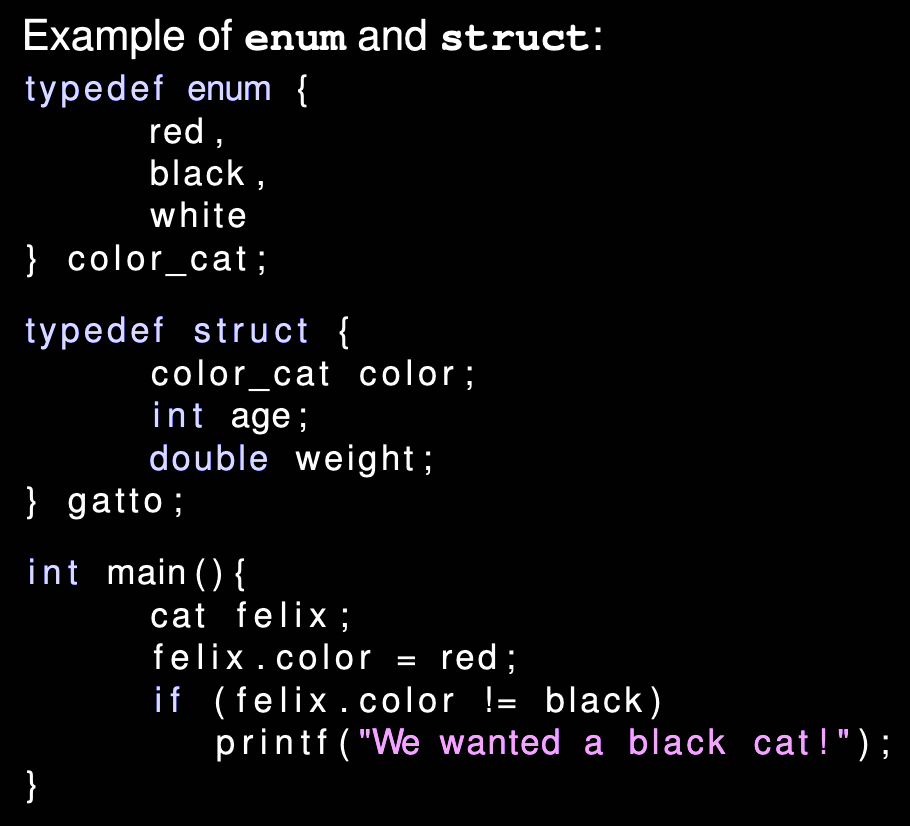 Example of enum and struct:
typedef enum {
red,
black,
white
} color_cat;
typedef struct {
color_cat color;
int age;
double weight;
} gatto;
int main(){
cat felix;
felix.color = red;
if (felix.color != black)
printf("We wanted a black cat!");
}